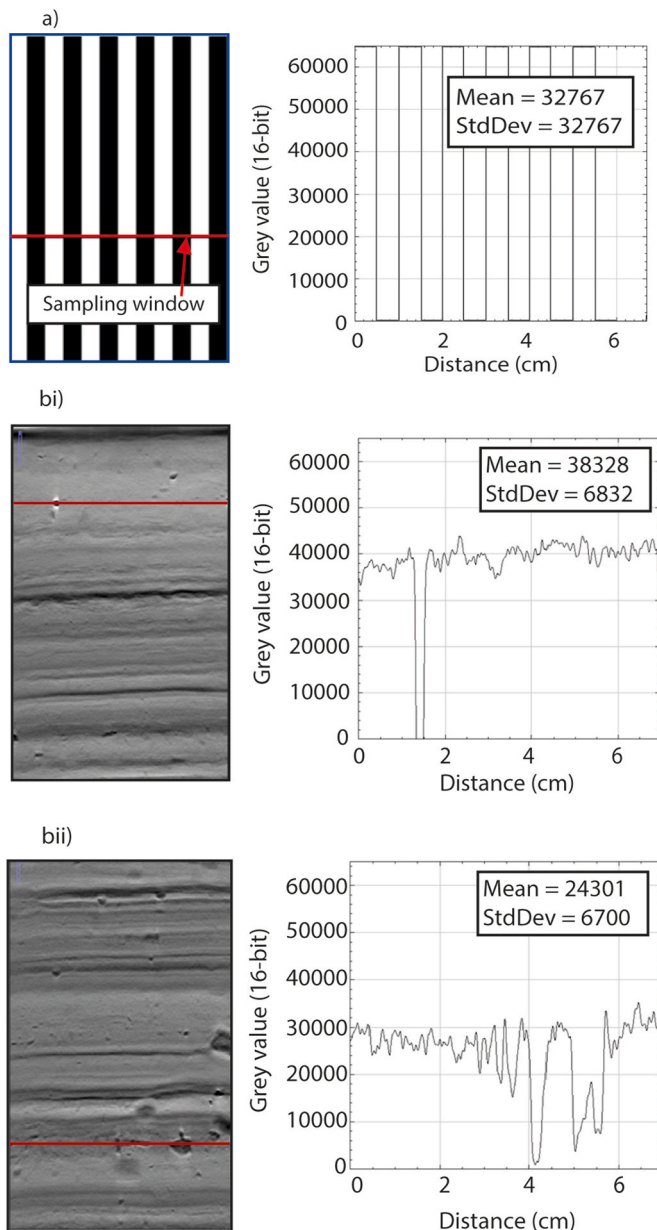 a)
Sampling window
Grey value (16-bit)
60000
50000
40000
30000
20000
10000
0
Mean = 32767
StdDev = 32767
0
2
4
6
Distance (cm)
bi)
Grey value (16-bit)
60000
50000
40000
30000
20000
10000
0
Mean = 38328
StdDev = 6832
0
2
4
6
Distance (cm)
bii)
Grey value (16-bit)
60000
50000
40000
30000
20000
10000
0
Mean = 24301
StdDev = 6700
0
2
4
6
Distance (cm)